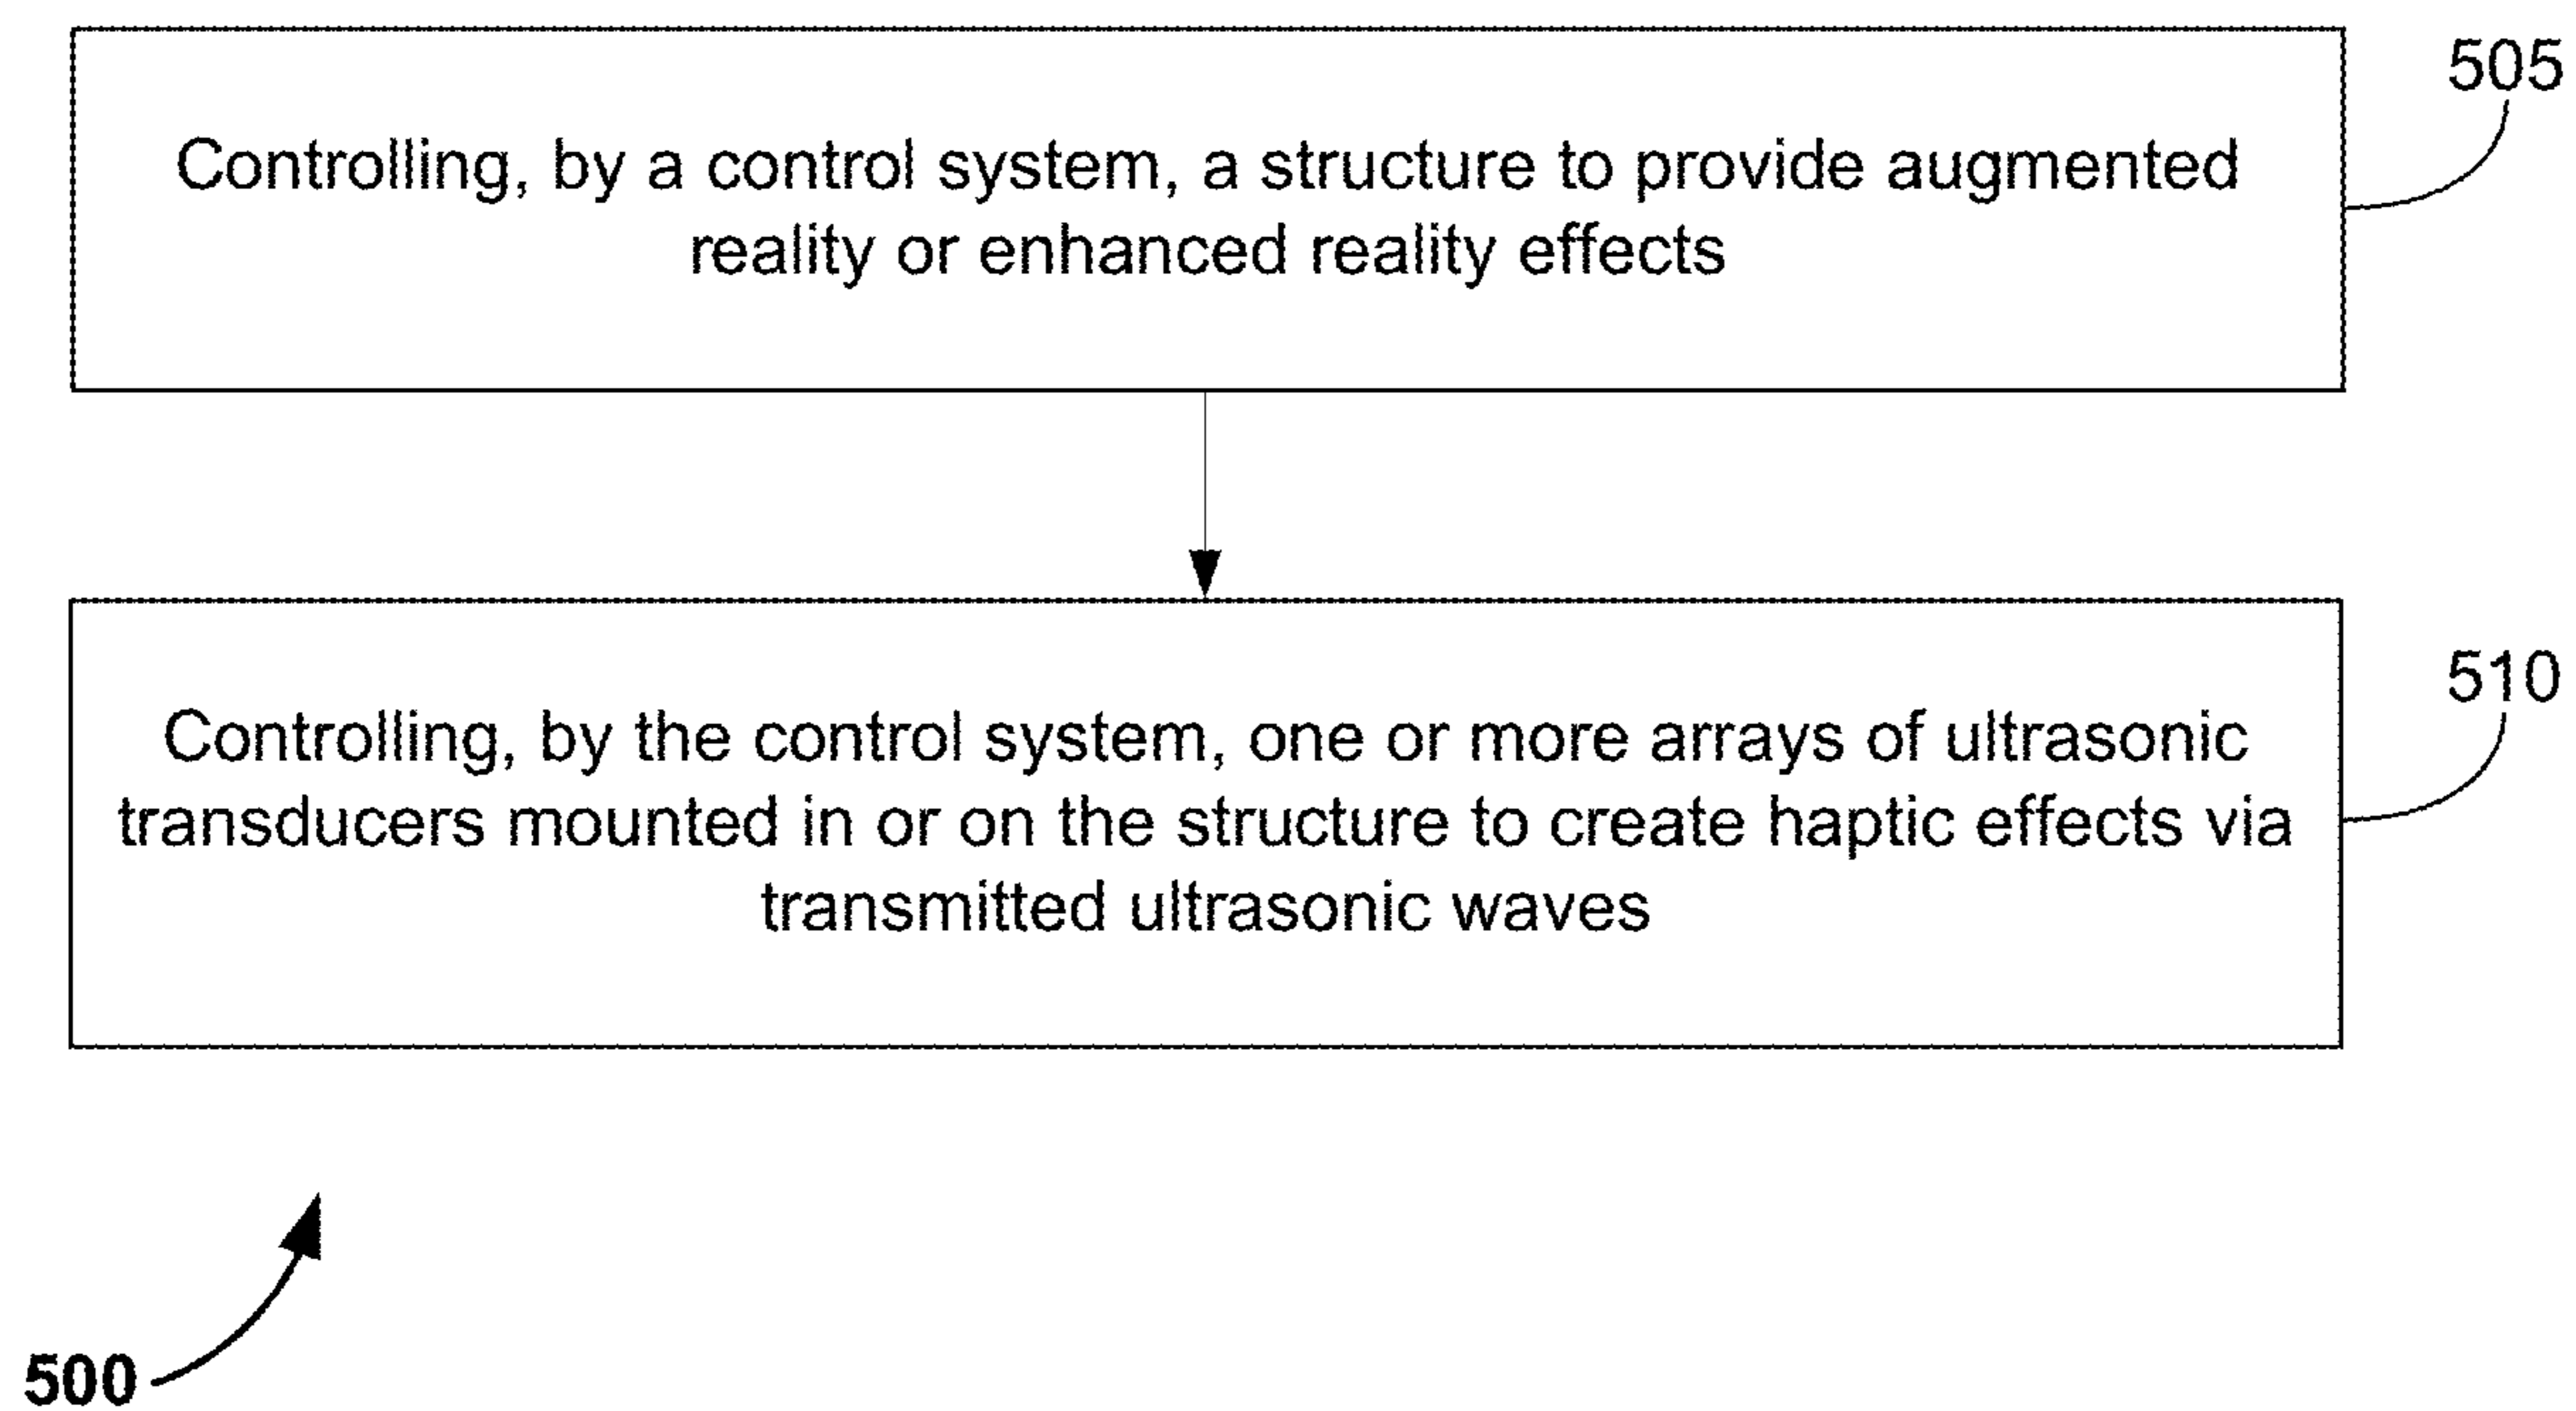 505
Controlling, by a control system, a structure to provide augmented
reality or enhanced reality effects
510
Controlling, by the control system, one or more arrays of ultrasonic
transducers mounted in or on the structure to create haptic effects via
transmitted ultrasonic waves
500